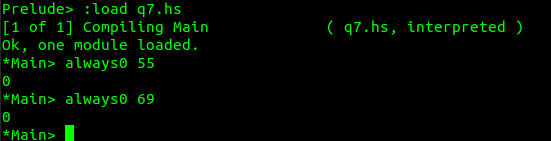 Prelude> :load q7.hs
[1 of 1] Compiling Main             ( q7.hs, interpreted )
Ok, one module loaded.
*Main> always0 55
0
*Main> always0 69
0
*Main>